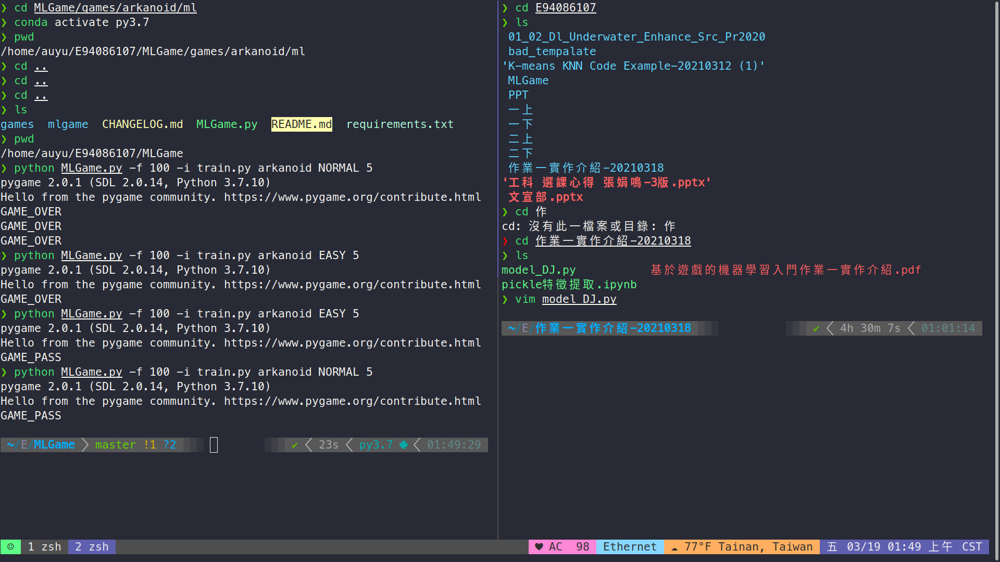 ❯ cd MLGame/games/arkanoid/ml
❯ conda activate py3.7
❯ pwd
/home/auyu/E94086107/MLGame/games/arkanoid/ml
❯ cd ..
❯ cd ..
❯ cd ..
❯ ls
games  mlgame  CHANGELOG.md  MLGame.py  README.md  requirements.txt
❯ pwd
/home/auyu/E94086107/MLGame
❯ python MLGame.py -f 100 -i train.py arkanoid NORMAL 5
pygame 2.0.1 (SDL 2.0.14, Python 3.7.10)
Hello from the pygame community. https://www.pygame.org/contribute.html
GAME_OVER
GAME_OVER
GAME_OVER
❯ python MLGame.py -f 100 -i train.py arkanoid EASY 5
pygame 2.0.1 (SDL 2.0.14, Python 3.7.10)
Hello from the pygame community. https://www.pygame.org/contribute.html
GAME_OVER
❯ python MLGame.py -f 100 -i train.py arkanoid EASY 5
pygame 2.0.1 (SDL 2.0.14, Python 3.7.10)
Hello from the pygame community. https://www.pygame.org/contribute.html
GAME_PASS
❯ python MLGame.py -f 100 -i train.py arkanoid NORMAL 5
pygame 2.0.1 (SDL 2.0.14, Python 3.7.10)
Hello from the pygame community. https://www.pygame.org/contribute.html
GAME_PASS
~/E/MLGame master !1 ?2 ✔ 23s py3.7 01:49:29
❯ cd E94086107
❯ ls
01_02_Dl_Underwater_Enhance_Src_Pr2020
bad_tempalate
'K-means KNN Code Example-20210312 (1)'
MLGame
PPT
一上
一下
二上
二下
作業一實作介紹-20210318
'工科 選課心得 張娟鳴-3版.pptx'
文宣部.pptx
❯ cd 作
cd: 沒有此一檔案或目錄: 作
❯ cd 作業一實作介紹-20210318
❯ ls
model_DJ.py 基於遊戲的機器學習入門作業一實作介紹.pdf
pickle特徵提取.ipynb
❯ vim model_DJ.py
~/E/作業一實作介紹-20210318 ✔ 4h 30m 7s 01:01:14
☺ 1 zsh 2 zsh ♥ AC 98 Ethernet ☁ 77°F Tainan, Taiwan 五 03/19 01:49 上午 CST